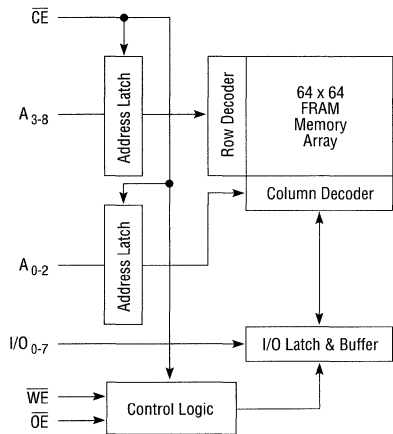 CE
Address Latch
A3-8
Row Decoder
64 x 64
FRAM
Memory
Array
Column Decoder
Address Latch
A0-2
I/O0-7
I/O Latch & Buffer
WE
OE
Control Logic